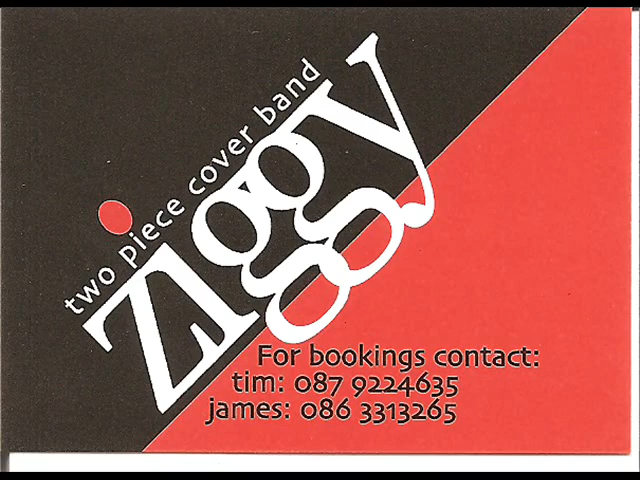 two piece cover band
ziggy
For bookings contact:
tim: 087 9224635
james: 086 3313265